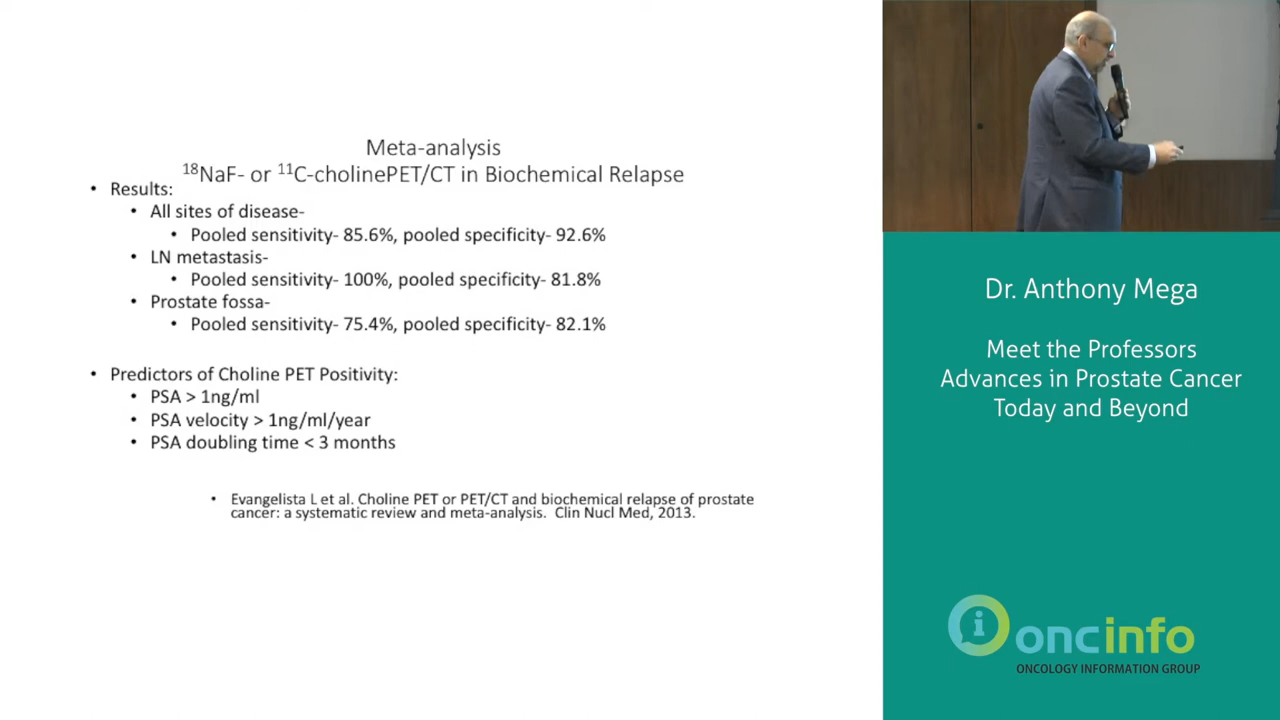 Meta-analysis
¹⁸NaF- or ¹¹C-cholinePET/CT in Biochemical Relapse
• Results:
• All sites of disease-
• Pooled sensitivity- 85.6%, pooled specificity- 92.6%
• LN metastasis-
• Pooled sensitivity- 100%, pooled specificity- 81.8%
• Prostate fossa-
• Pooled sensitivity- 75.4%, pooled specificity- 82.1%
• Predictors of Choline PET Positivity:
• PSA > 1ng/ml
• PSA velocity > 1ng/ml/year
• PSA doubling time < 3 months
• Evangelista L et al. Choline PET or PET/CT and biochemical relapse of prostate
cancer: a systematic review and meta-analysis. Clin Nucl Med, 2013.
Dr. Anthony Mega
Meet the Professors
Advances in Prostate Cancer
Today and Beyond
i oncinfo
ONCOLOGY INFORMATION GROUP